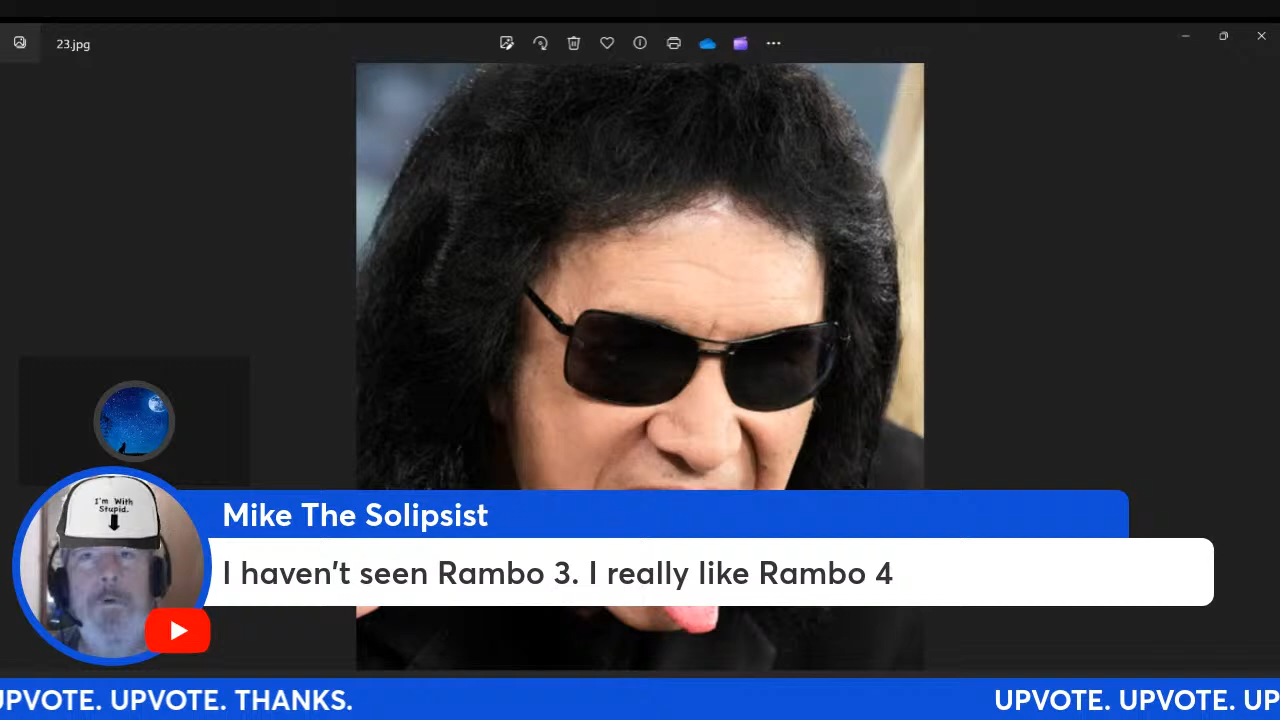 23.jpg
I'm With
Stupid.
Mike The Solipsist
I haven't seen Rambo 3. I really like Rambo 4
UPVOTE. UPVOTE. THANKS.
UPVOTE. UPVOTE. UP